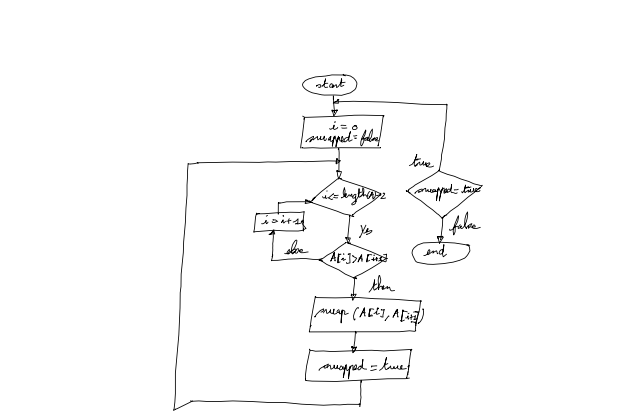 start
i = 0
swapped = false
true
i<= length(A)-2
swapped = true
i = i+1
yes
false
A[i]>A[i+1]
end
else
then
swap (A[i], A[i+1])
swapped = true